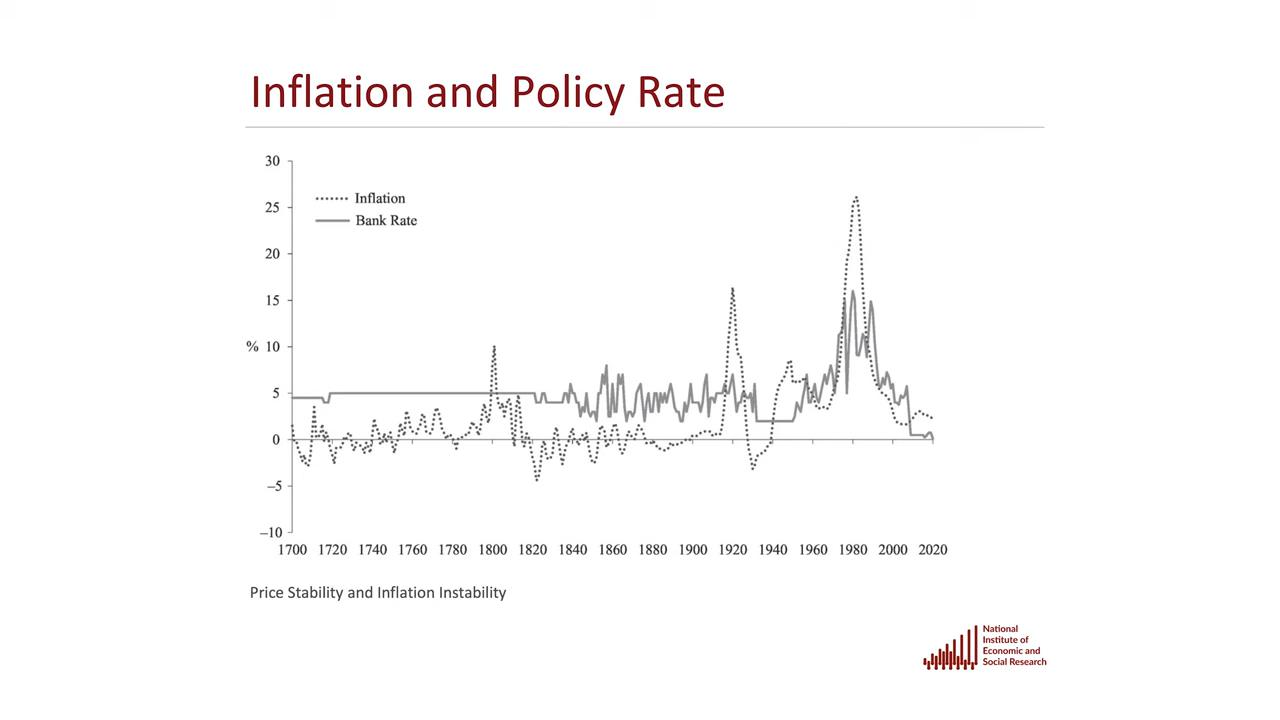 Inflation and Policy Rate
30
Inflation
25
Bank Rate
20
15
% 10
5
0
–5
–10
1700 1720 1740 1760 1780 1800 1820 1840 1860 1880 1900 1920 1940 1960 1980 2000 2020
Price Stability and Inflation Instability
National
Institute of
Economic and
Social Research